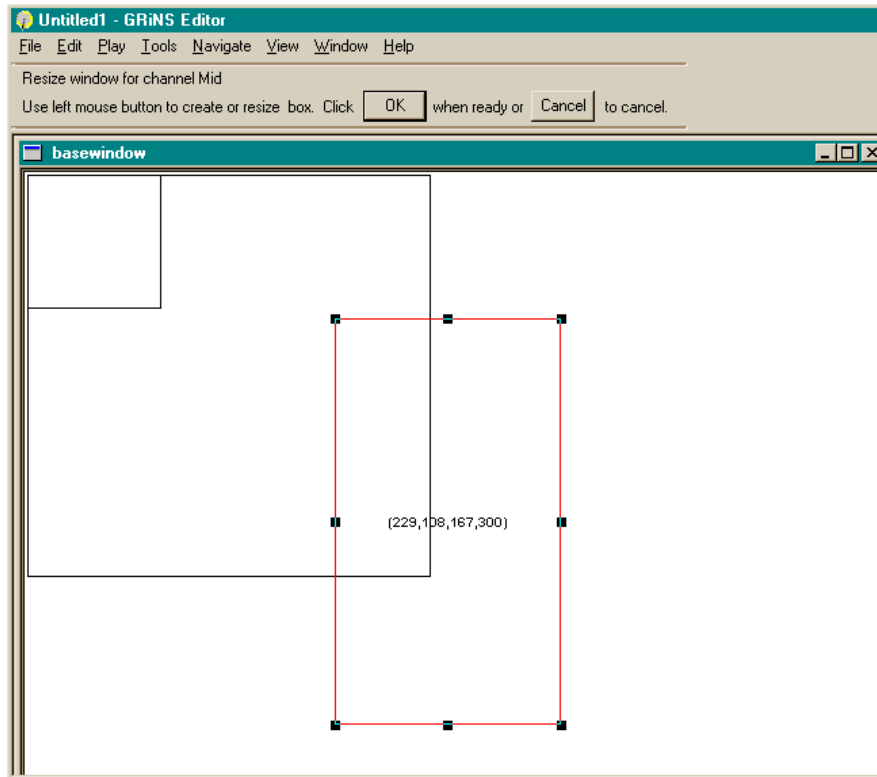 Untitled1 - GRiNS Editor
File Edit Play Tools Navigate View Window Help
Resize window for channel Mid
Use left mouse button to create or resize box. Click OK when ready or Cancel to cancel.
basewindow
(229,108,167,300)